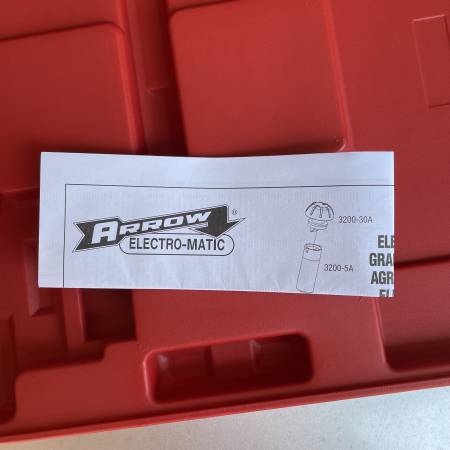 ARROW®
ELECTRO-MATIC
3200-30A
3200-5A
ELE
GRA
AGR